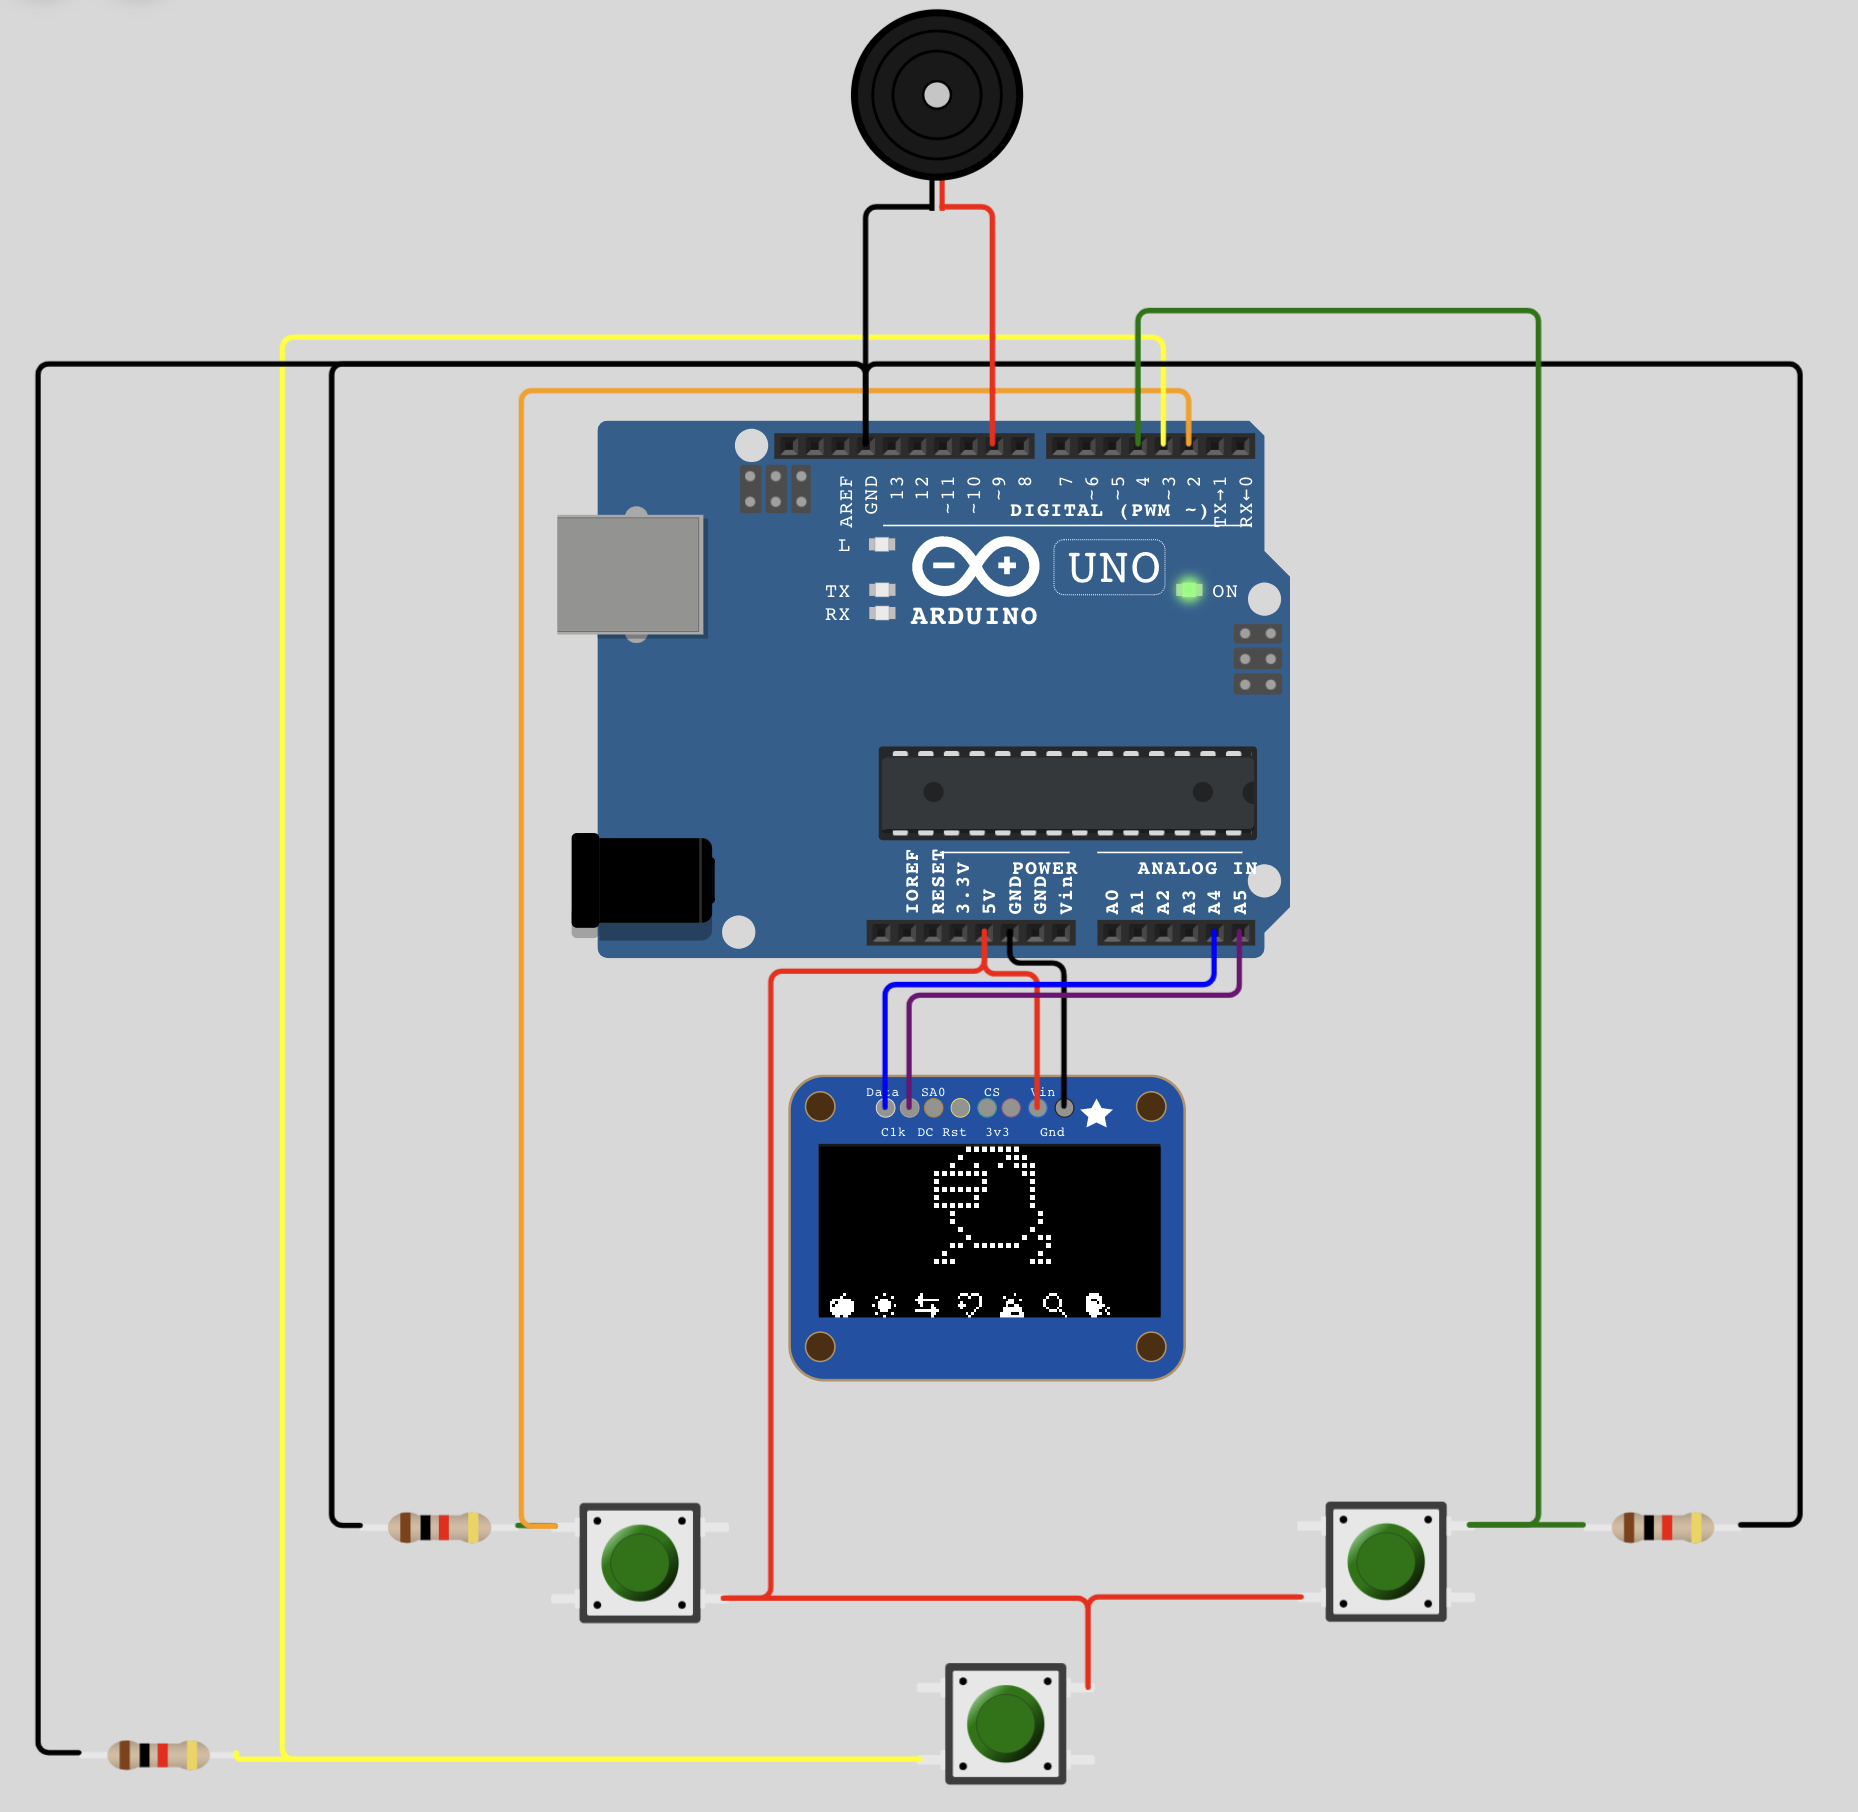 AREF GND 13 12 ~11 ~10 ~9 8 7 ~6 ~5 4 ~3 2 TX→1 RX←0
DIGITAL (PWM ~)
L
UNO
TX ON
RX ARDUINO
POWER ANALOG IN
IOREF RESET 3.3V 5V GND GND Vin A0 A1 A2 A3 A4 A5
Data SA0 CS Vin
Clk DC Rst 3v3 Gnd